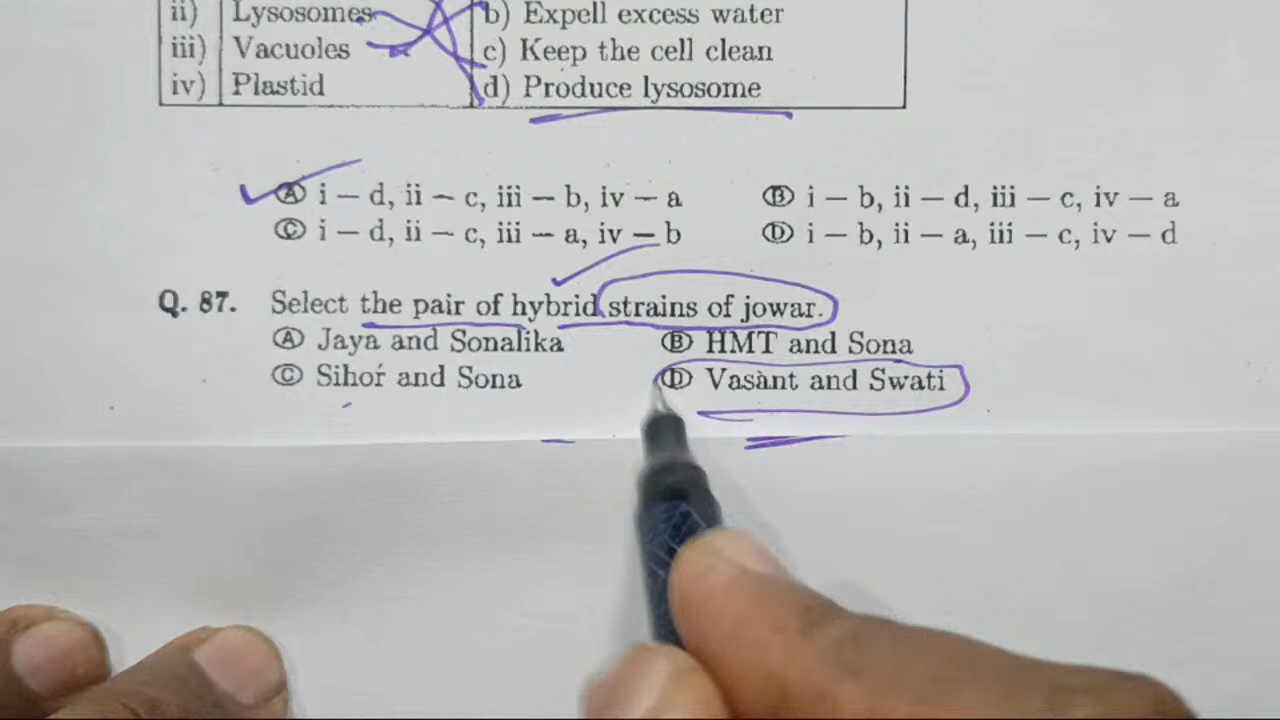 ii) Lysosomes b) Expell excess water
iii) Vacuoles c) Keep the cell clean
iv) Plastid d) Produce lysosome
Ⓐ i – d, ii – c, iii – b, iv – a Ⓑ i – b, ii – d, iii – c, iv – a
Ⓒ i – d, ii – c, iii – a, iv – b Ⓓ i – b, ii – a, iii – c, iv – d
Q. 87. Select the pair of hybrid strains of jowar.
Ⓐ Jaya and Sonalika Ⓑ HMT and Sona
Ⓒ Sihor and Sona Ⓓ Vasant and Swati